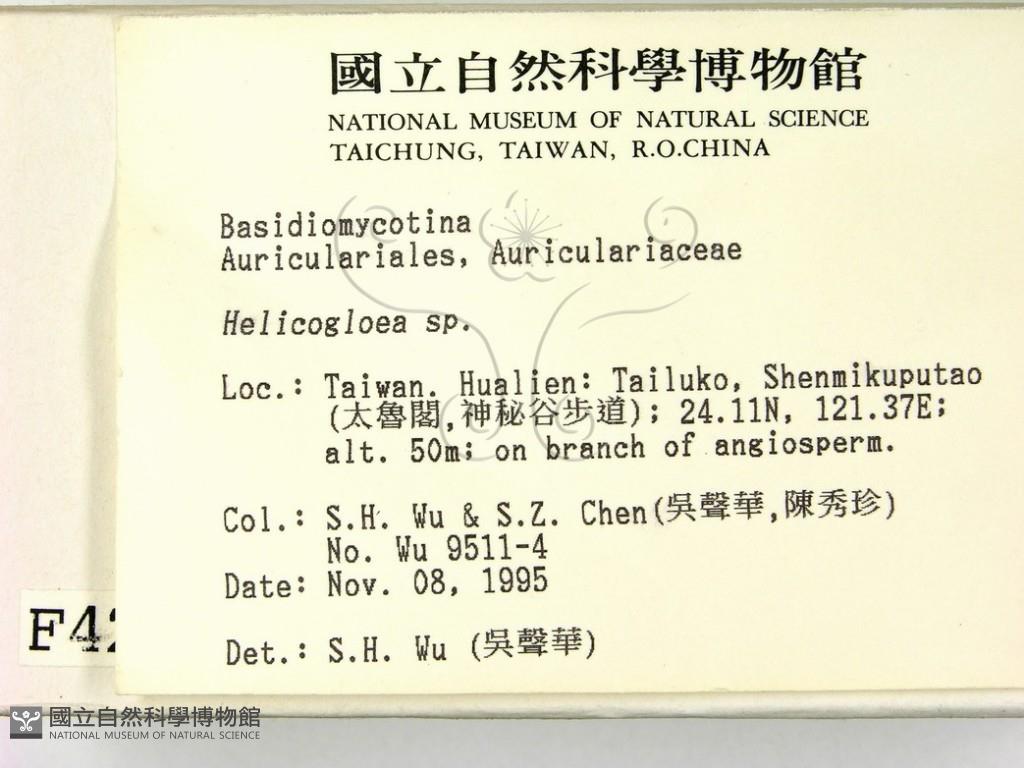 國立自然科學博物館
NATIONAL MUSEUM OF NATURAL SCIENCE
TAICHUNG, TAIWAN, R.O.CHINA
Basidiomycotina
Auriculariales, Auriculariaceae
Helicogloea sp.
Loc.: Taiwan. Hualien: Tailuko, Shenmikuputao
(太魯閣,神秘谷步道); 24.11N, 121.37E;
alt. 50m; on branch of angiosperm.
Col.: S.H. Wu & S.Z. Chen(吳聲華,陳秀珍)
No. Wu 9511-4
Date: Nov. 08, 1995
Det.: S.H. Wu (吳聲華)
國立自然科學博物館
NATIONAL MUSEUM OF NATURAL SCIENCE